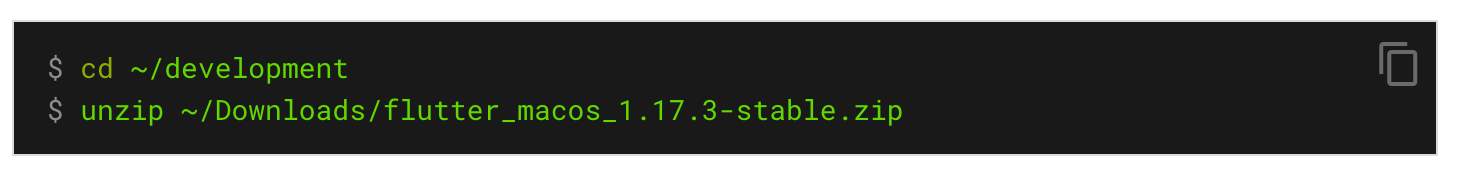 $ cd ~/development
$ unzip ~/Downloads/flutter_macos_1.17.3-stable.zip